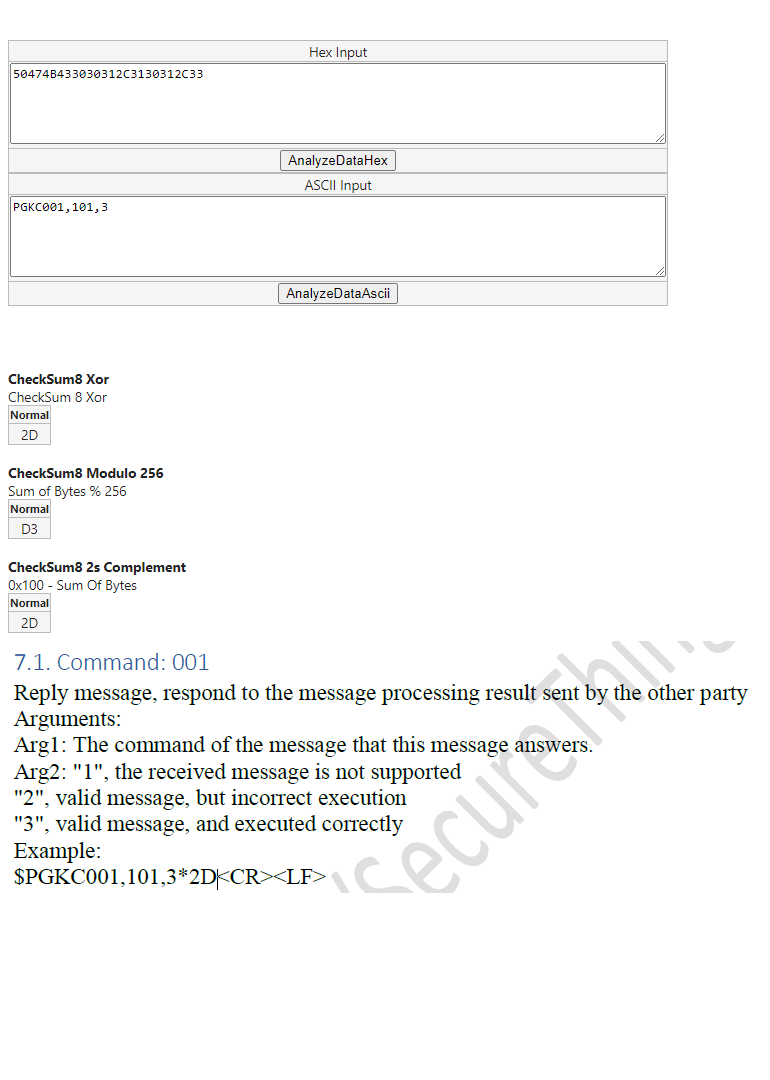 Hex Input
50474B433030312C3130312C33
AnalyzeDataHex
ASCII Input
PGKC001,101,3
AnalyzeDataAscii
CheckSum8 Xor
CheckSum 8 Xor
Normal
2D
CheckSum8 Modulo 256
Sum of Bytes % 256
Normal
D3
CheckSum8 2s Complement
0x100 - Sum Of Bytes
Normal
2D
7.1. Command: 001
Reply message, respond to the message processing result sent by the other party
Arguments:
Arg1: The command of the message that this message answers.
Arg2: "1", the received message is not supported
"2", valid message, but incorrect execution
"3", valid message, and executed correctly
Example:
$PGKC001,101,3*2D<CR><LF>